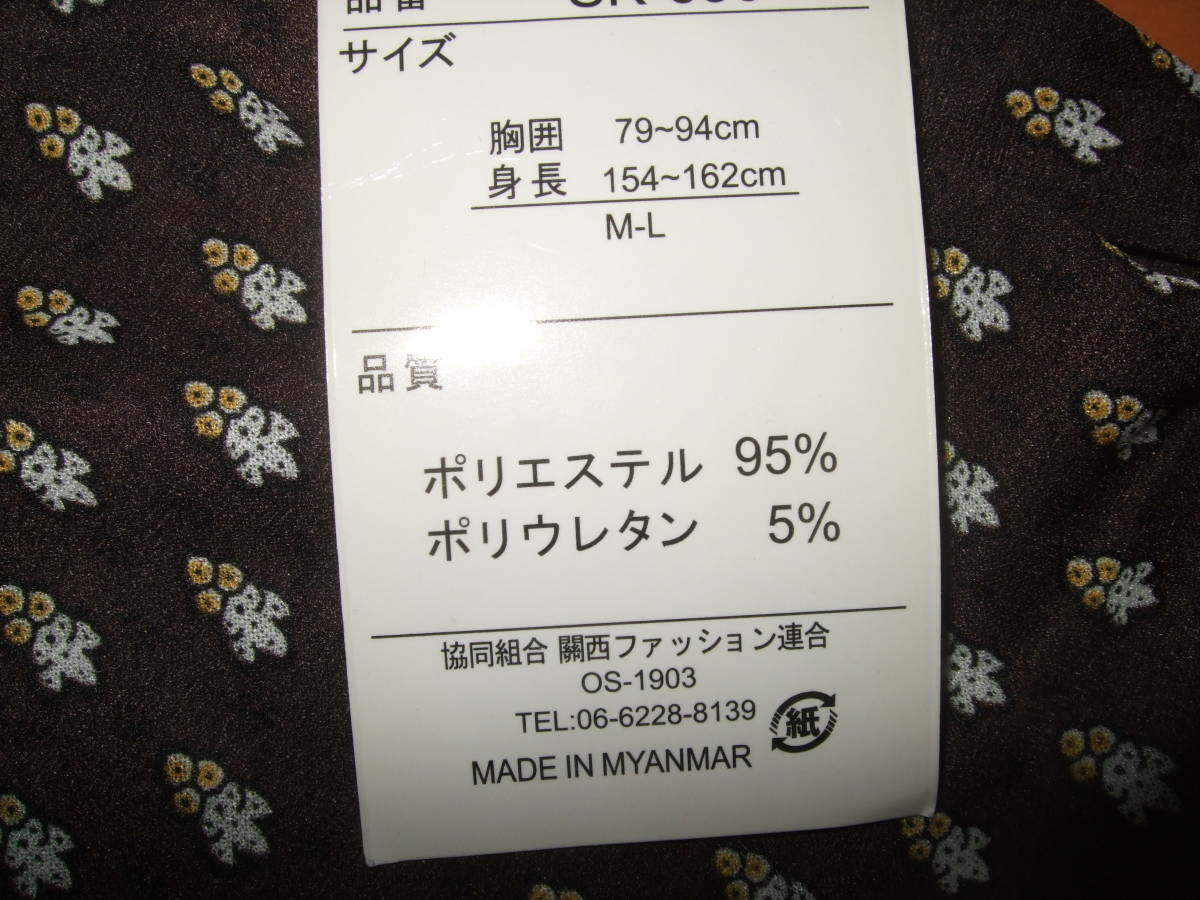 品番
サイズ
胸囲 79~94cm
身長 154~162cm
M-L
品質
ポリエステル 95%
ポリウレタン 5%
協同組合 關西ファッション連合
OS-1903
TEL:06-6228-8139
紙
MADE IN MYANMAR